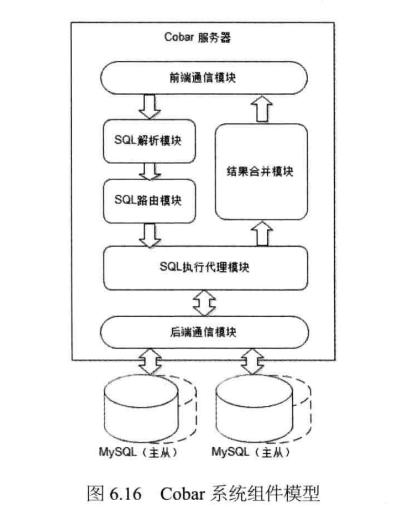 Cobar 服务器
前端通信模块
SQL解析模块
SQL路由模块
结果合并模块
SQL执行代理模块
后端通信模块
MySQL（主从） MySQL（主从）
图 6.16 Cobar 系统组件模型